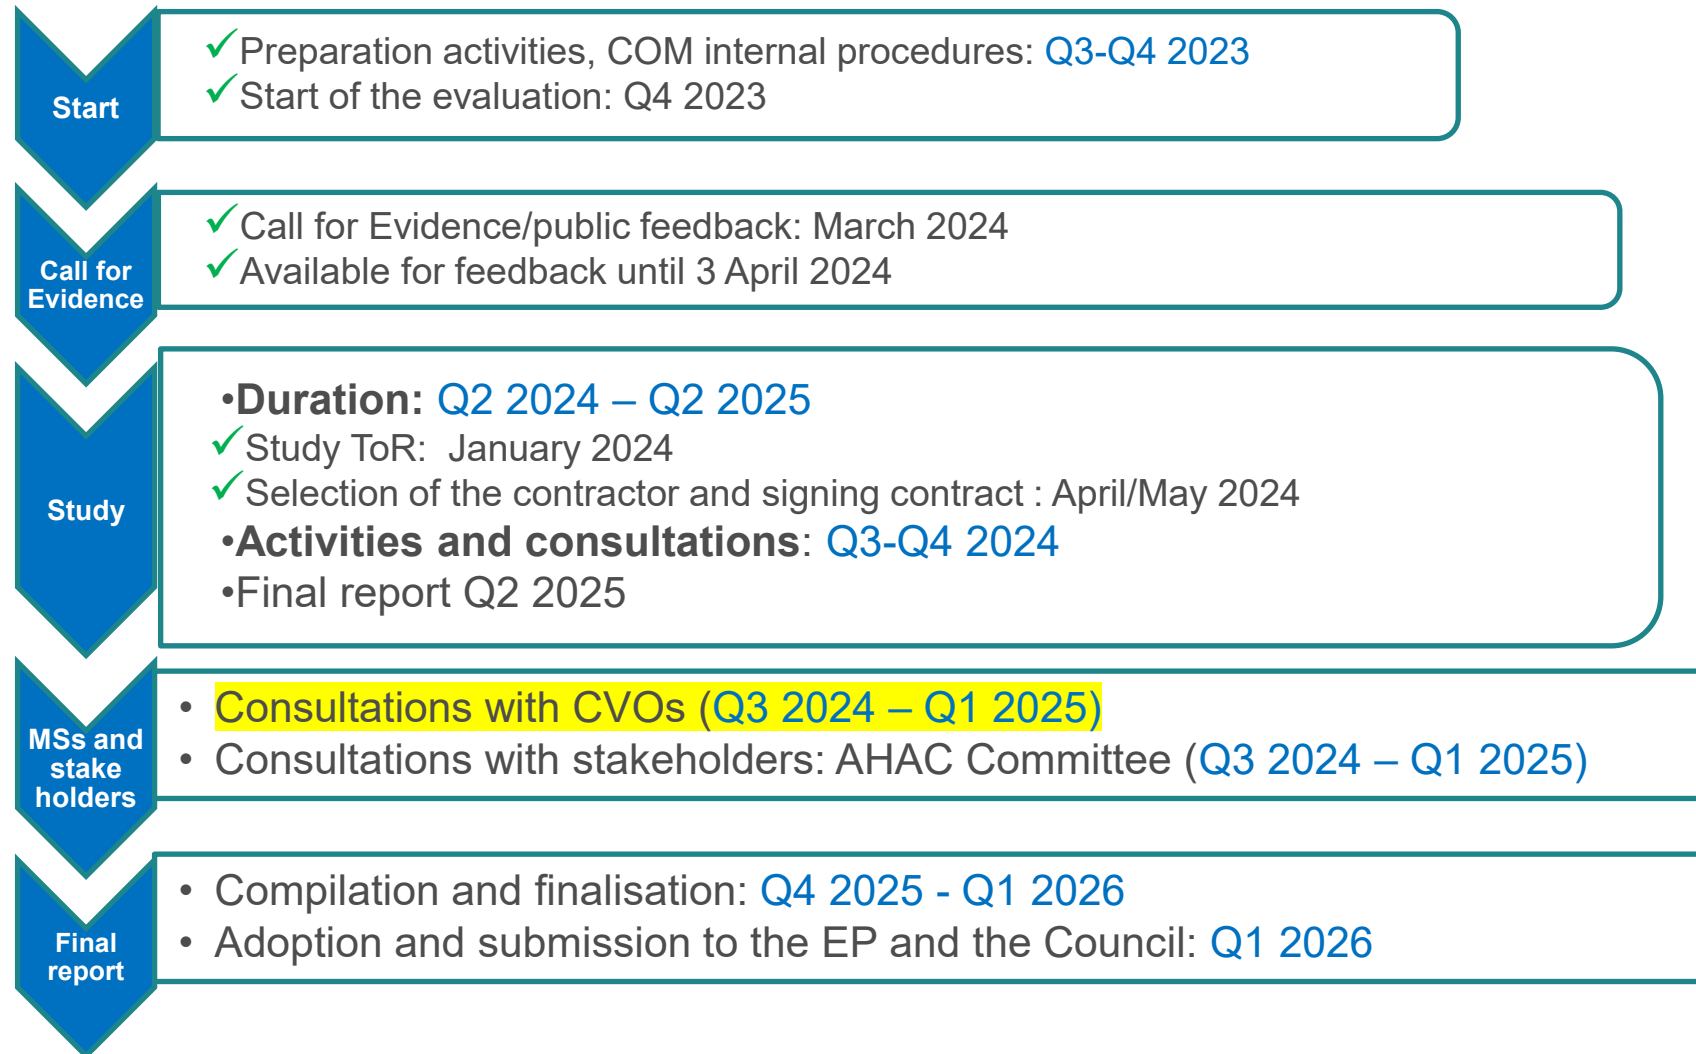 Start
✓Preparation activities, COM internal procedures: Q3-Q4 2023
✓Start of the evaluation: Q4 2023
Call for
Evidence
✓Call for Evidence/public feedback: March 2024
✓Available for feedback until 3 April 2024
Study
•Duration: Q2 2024 – Q2 2025
✓Study ToR:  January 2024
✓Selection of the contractor and signing contract : April/May 2024
•Activities and consultations: Q3-Q4 2024
•Final report Q2 2025
MSs and
stake
holders
• Consultations with CVOs (Q3 2024 – Q1 2025)
• Consultations with stakeholders: AHAC Committee (Q3 2024 – Q1 2025)
Final
report
• Compilation and finalisation: Q4 2025 - Q1 2026
• Adoption and submission to the EP and the Council: Q1 2026